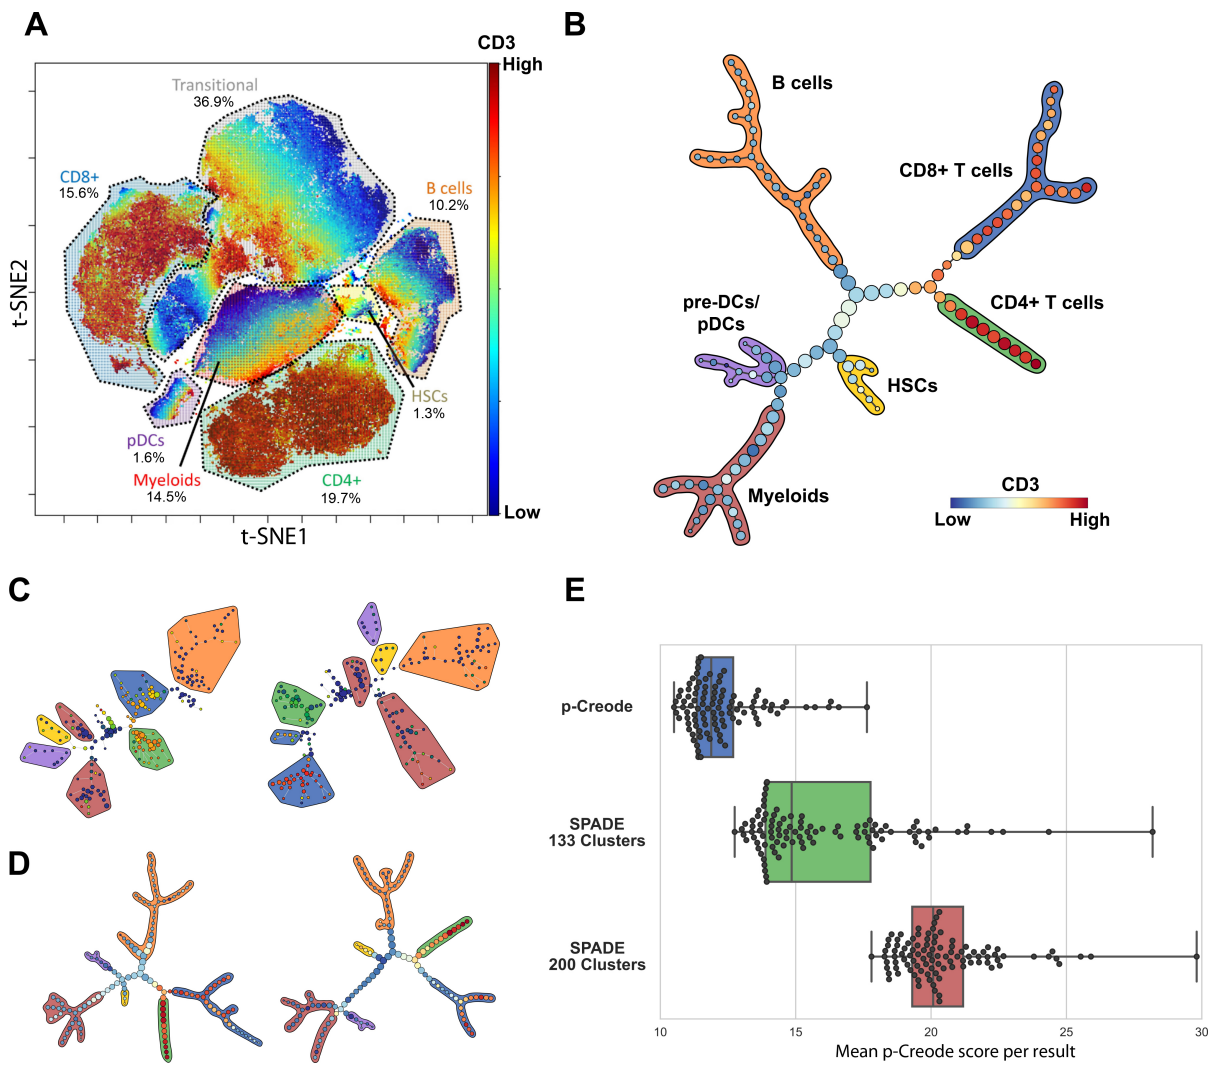 A
CD3
High
Transitional
36.9%
CD8+
15.6%
B cells
10.2%
t-SNE2
HSCs
1.3%
pDCs
1.6%
Myeloids
14.5%
CD4+
19.7%
Low
t-SNE1
B
B cells
CD8+ T cells
pre-DCs/
pDCs
CD4+ T cells
HSCs
Myeloids
CD3
Low High
C
D
E
p-Creode
SPADE
133 Clusters
SPADE
200 Clusters
10 15 20 25 30
Mean p-Creode score per result